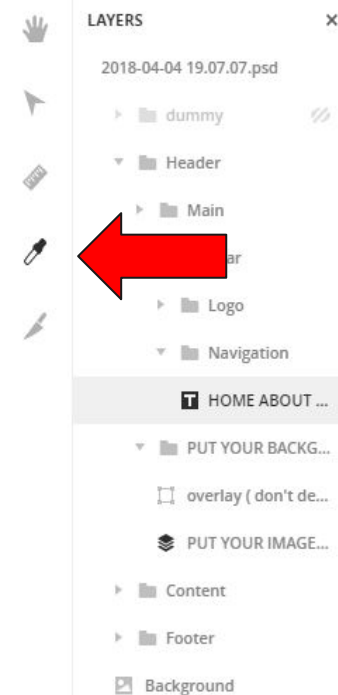 LAYERS
2018-04-04 19.07.07.psd
dummy
Header
Main
ar
Logo
Navigation
T HOME ABOUT ...
PUT YOUR BACKG...
overlay ( don't de...
PUT YOUR IMAGE...
Content
Footer
Background